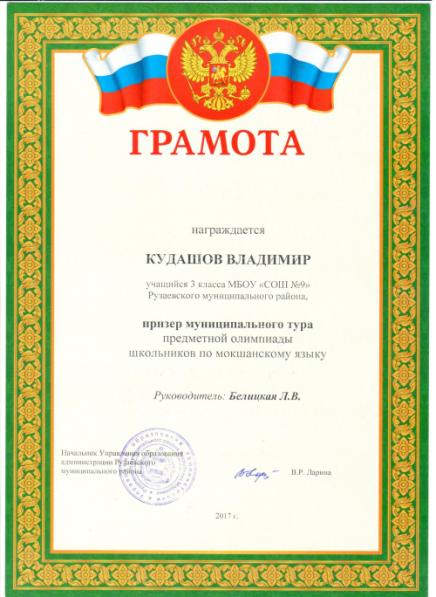 ГРАМОТА
награждается
КУДАШОВ ВЛАДИМИР
учащийся 3 класса МБОУ «СОШ №9»
Рузаевского муниципального района,
призер муниципального тура
предметной олимпиады
школьников по мокшанскому языку
Руководитель: Белицкая Л.В.
Начальник Управления образования
администрации Рузаевского
муниципального района
В.Р. Ларина
2017 г.